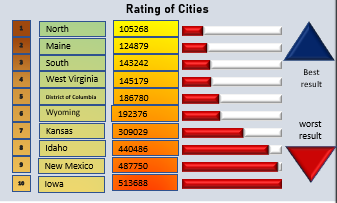 Rating of Cities
1 North 105268
2 Maine 124879
3 South 143242
4 West Virginia 145179
5 District of Columbia 186780
6 Wyoming 192376
7 Kansas 309029
8 Idaho 440486
9 New Mexico 487750
10 Iowa 513688
Best
result
worst
result